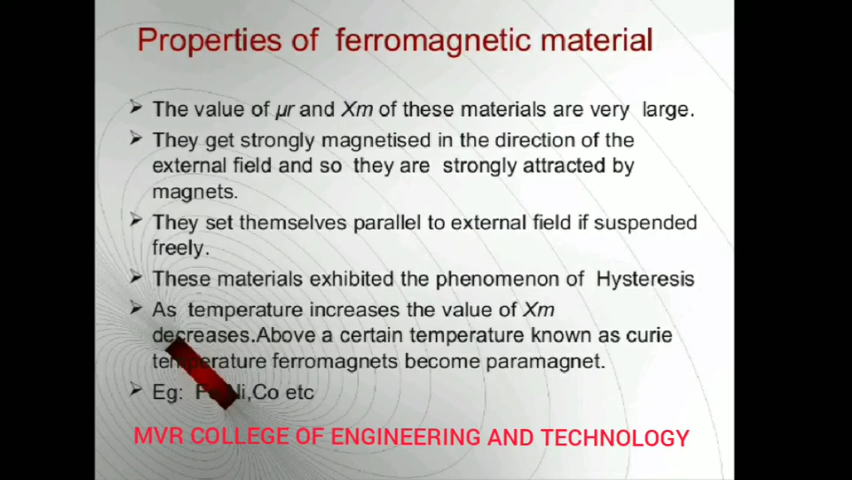 Properties of ferromagnetic material
➢ The value of µr and Xm of these materials are very large.
➢ They get strongly magnetised in the direction of the
external field and so they are strongly attracted by
magnets.
➢ They set themselves parallel to external field if suspended
freely.
➢ These materials exhibited the phenomenon of Hysteresis
➢ As temperature increases the value of Xm
decreases.Above a certain temperature known as curie
temperature ferromagnets become paramagnet.
➢ Eg: Ni,Co etc
MVR COLLEGE OF ENGINEERING AND TECHNOLOGY